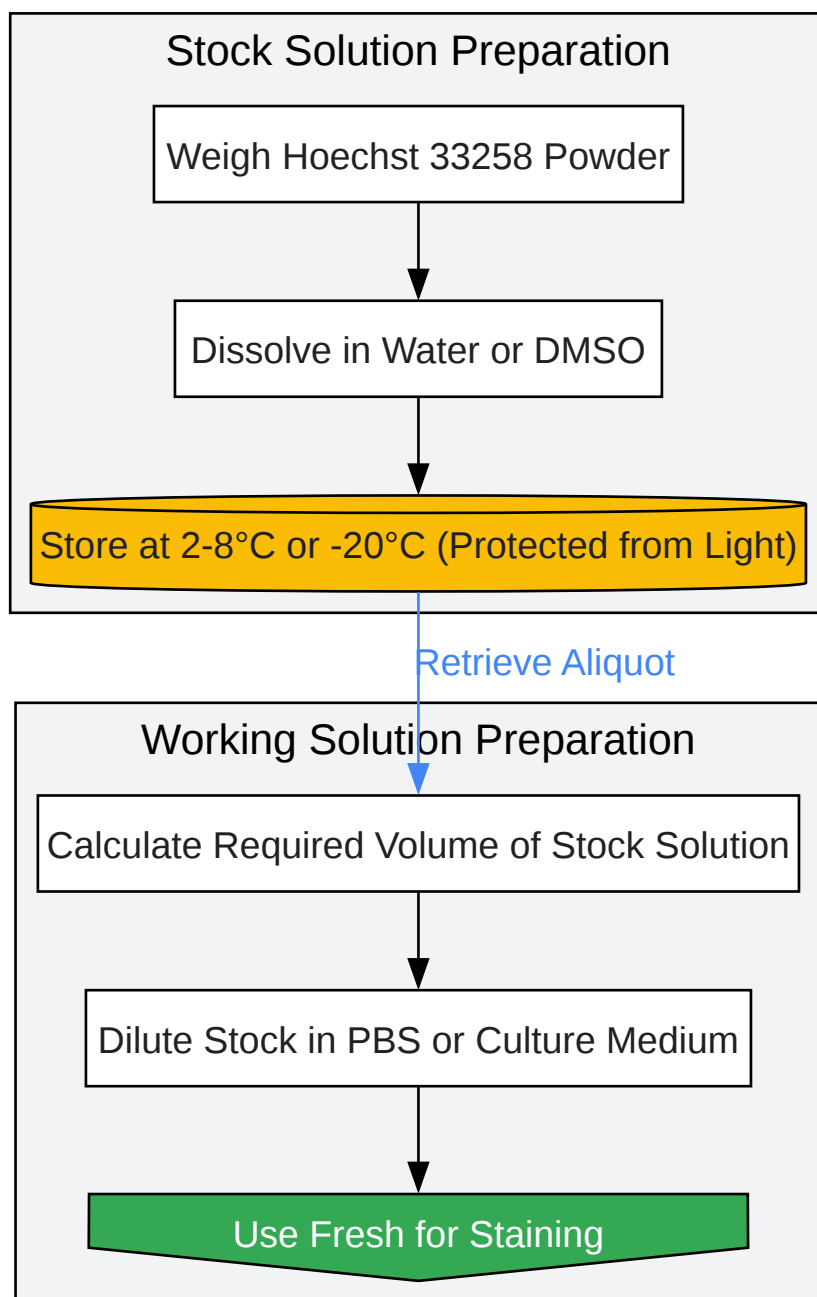 Stock Solution Preparation
Weigh Hoechst 33258 Powder
Dissolve in Water or DMSO
Store at 2-8°C or -20°C (Protected from Light)
Retrieve Aliquot
Working Solution Preparation
Calculate Required Volume of Stock Solution
Dilute Stock in PBS or Culture Medium
Use Fresh for Staining